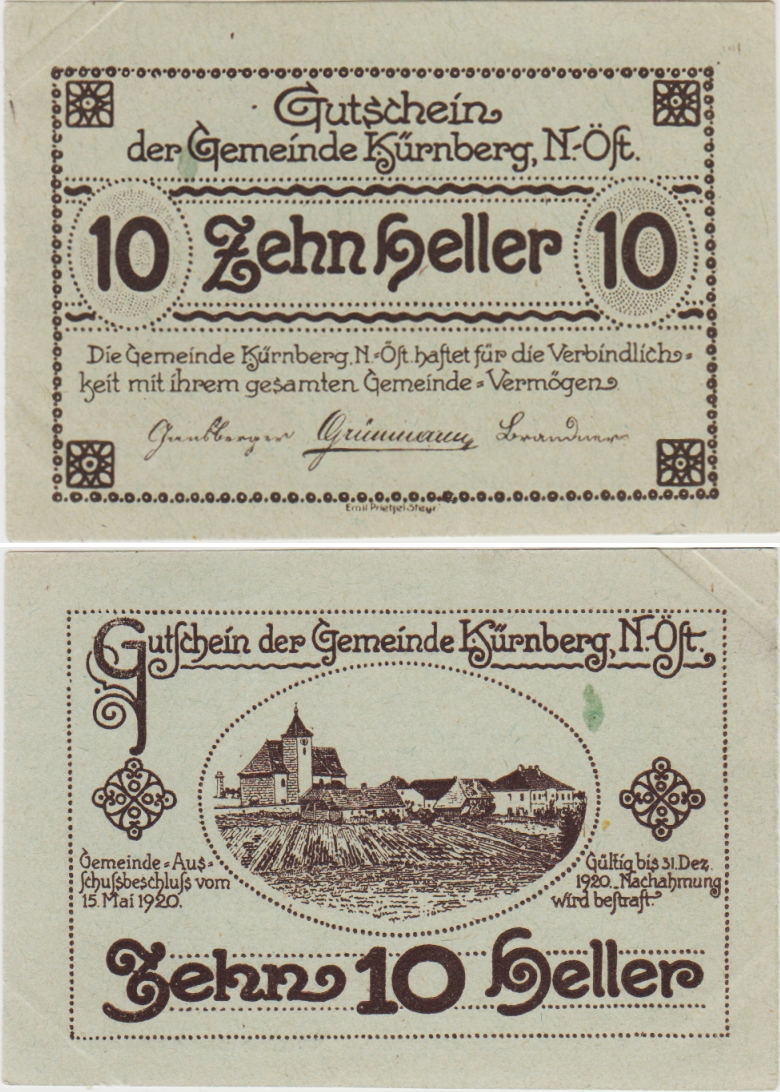 Gutschein
der Gemeinde Kürnberg, N.-Öst.
10 Zehn Heller 10
Die Gemeinde Kürnberg, N.-Öst. haftet für die Verbindlich-
keit mit ihrem gesamten Gemeinde-Vermögen
Gansberger Grünmann Brandner
Emil Prietzel Steyr
Gutschein der Gemeinde Kürnberg, N.-Öst.
Gemeinde-Aus-
schussbeschluss vom
15. Mai 1920.
Gültig bis 31. Dez.
1920. Nachahmung
wird bestraft.
Zehn 10 Heller